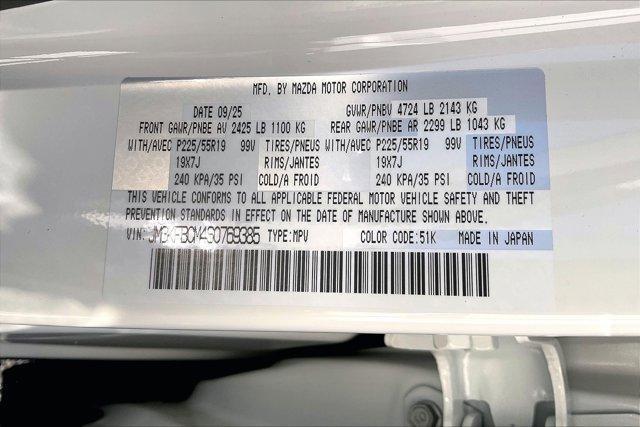 MFD. BY MAZDA MOTOR CORPORATION
DATE 09/25 GVWR/PNBV 4724 LB 2143 KG
FRONT GAWR/PNBE AV 2425 LB 1100 KG REAR GAWR/PNBE AR 2299 LB 1043 KG
WITH/AVEC P225/55R19 99V TIRES/PNEUS WITH/AVEC P225/55R19 99V TIRES/PNEUS
19X7J RIMS/JANTES 19X7J RIMS/JANTES
240 KPA/35 PSI COLD/A FROID 240 KPA/35 PSI COLD/A FROID
THIS VEHICLE CONFORMS TO ALL APPLICABLE FEDERAL MOTOR VEHICLE SAFETY AND THEFT
PREVENTION STANDARDS IN EFFECT ON THE DATE OF MANUFACTURE SHOWN ABOVE.
VIN: JM3KFBCM4S0769385 TYPE:MPV COLOR CODE:51K MADE IN JAPAN